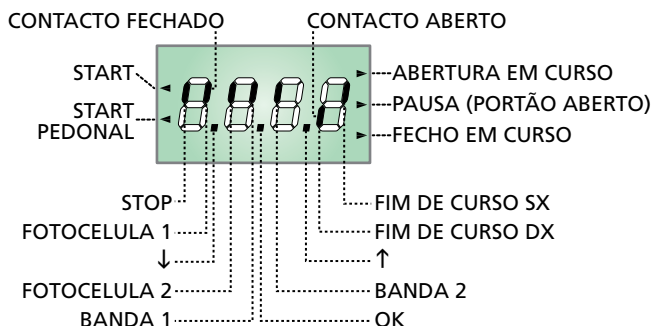 CONTACTO FECHADO
CONTACTO ABERTO
START
START
PEDONAL
ABERTURA EM CURSO
PAUSA (PORTÃO ABERTO)
FECHO EM CURSO
STOP
FOTOCELULA 1
↓
FOTOCELULA 2
BANDA 1
FIM DE CURSO SX
FIM DE CURSO DX
↑
BANDA 2
OK